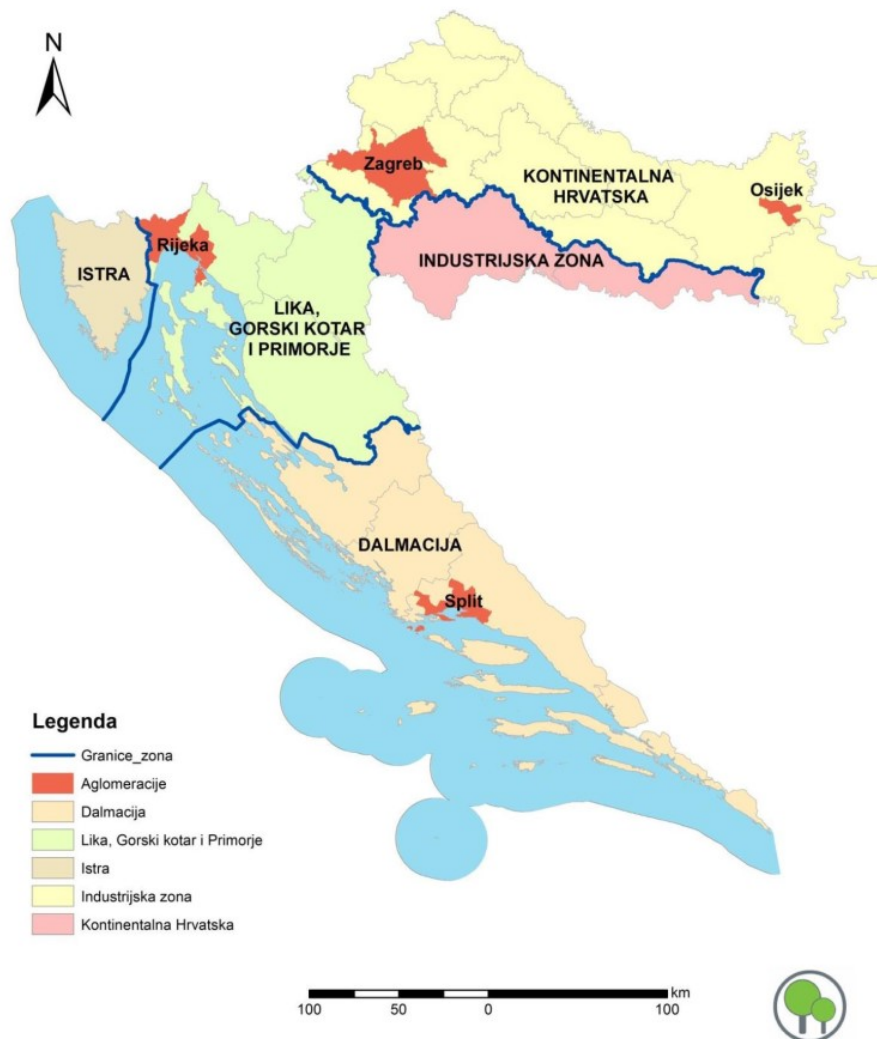 N
Zagreb
KONTINENTALNA
HRVATSKA
Osijek
Rijeka
ISTRA
INDUSTRIJSKA ZONA
LIKA,
GORSKI KOTAR
I PRIMORJE
DALMACIJA
Split
Legenda
Granice_zona
Aglomeracije
Dalmacija
Lika, Gorski kotar i Primorje
Istra
Industrijska zona
Kontinentalna Hrvatska
km
100 50 0 100